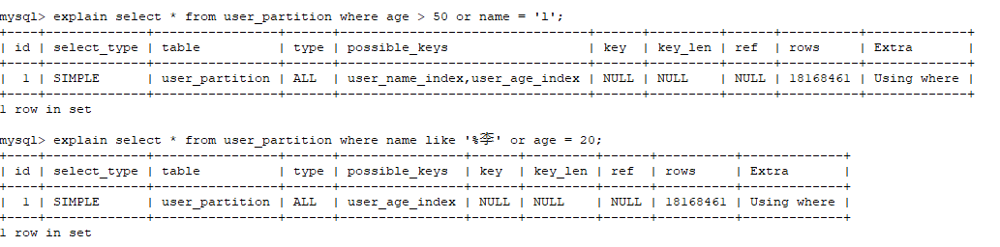 mysql> explain select * from user_partition where age > 50 or name = '1';
+----+-------------+----------------+------+--------------------------------+------+---------+------+----------+-------------+
| id | select_type | table | type | possible_keys | key | key_len | ref | rows | Extra |
+----+-------------+----------------+------+--------------------------------+------+---------+------+----------+-------------+
| 1 | SIMPLE | user_partition | ALL | user_name_index,user_age_index | NULL | NULL | NULL | 18168461 | Using where |
+----+-------------+----------------+------+--------------------------------+------+---------+------+----------+-------------+
1 row in set
mysql> explain select * from user_partition where name like '%李' or age = 20;
+----+-------------+----------------+------+----------------+------+---------+------+----------+-------------+
| id | select_type | table | type | possible_keys | key | key_len | ref | rows | Extra |
+----+-------------+----------------+------+----------------+------+---------+------+----------+-------------+
| 1 | SIMPLE | user_partition | ALL | user_age_index | NULL | NULL | NULL | 18168461 | Using where |
+----+-------------+----------------+------+----------------+------+---------+------+----------+-------------+
1 row in set